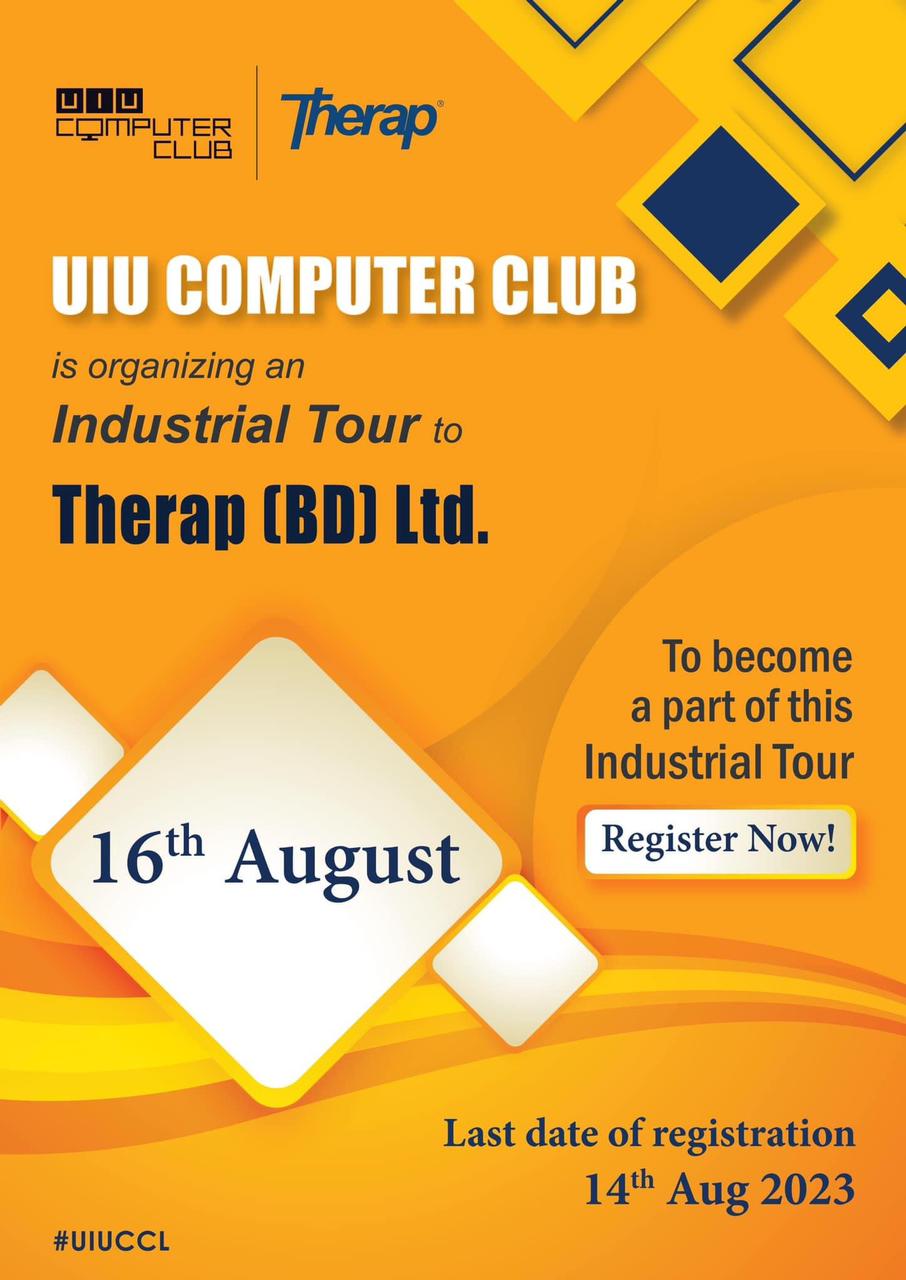 UIU
COMPUTER
CLUB
Therap®
UIU COMPUTER CLUB
is organizing an
Industrial Tour to
Therap (BD) Ltd.
To become
a part of this
Industrial Tour
Register Now!
16th August
Last date of registration
14th Aug 2023
#UIUCCL